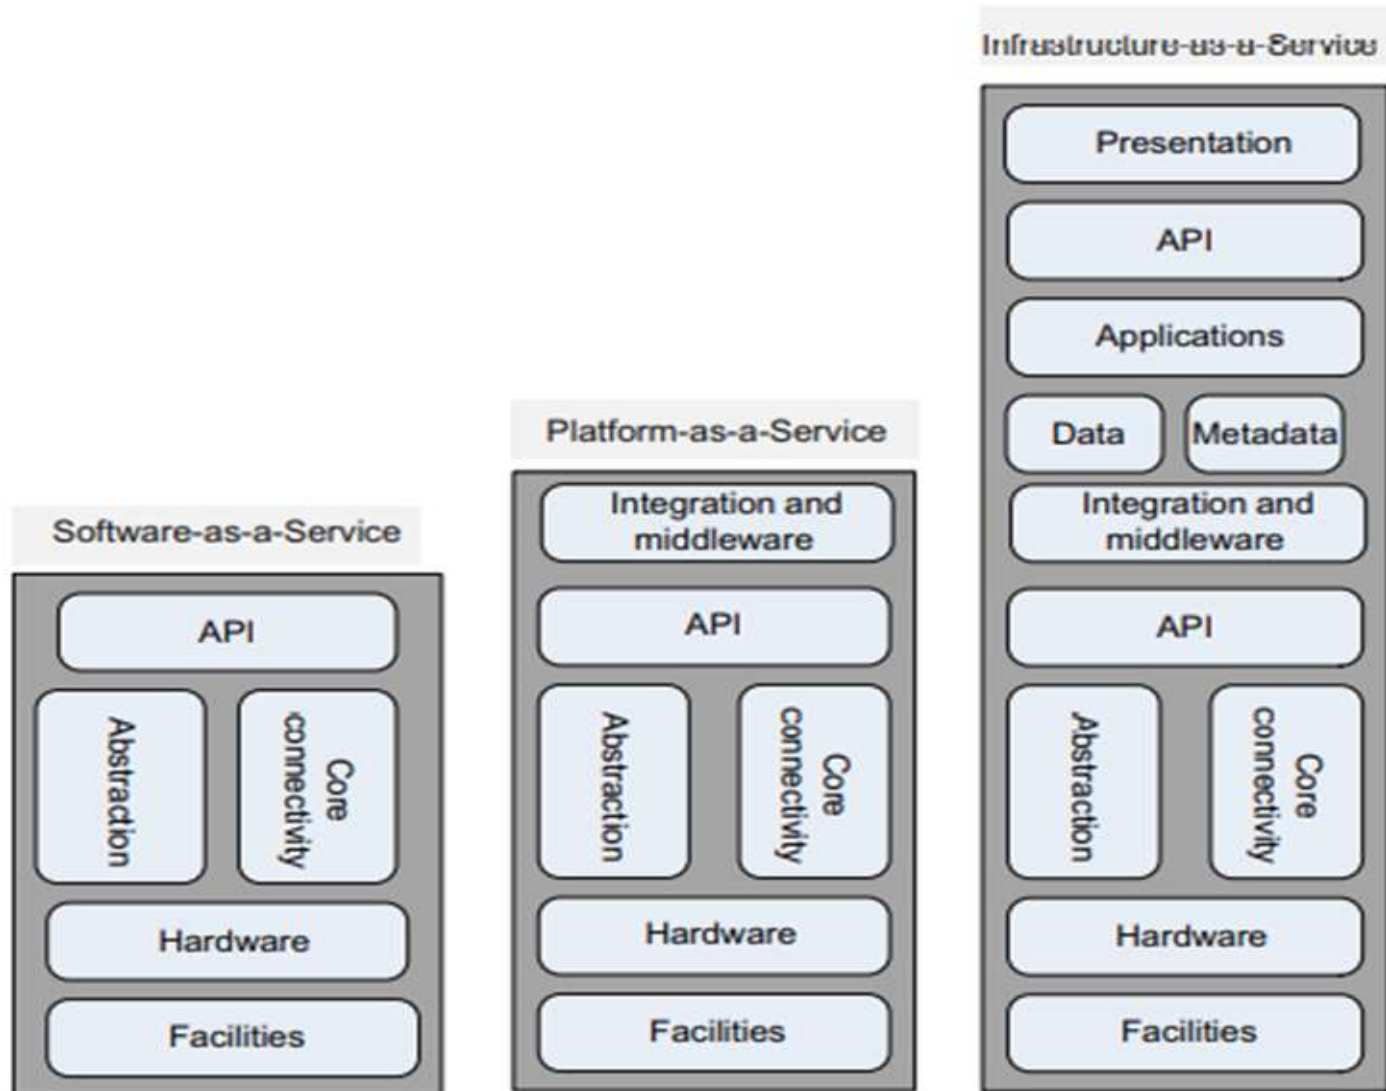 Software-as-a-Service
API
Abstraction
Core
connectivity
Hardware
Facilities
Platform-as-a-Service
Integration and
middleware
API
Abstraction
Core
connectivity
Hardware
Facilities
Infrastructure-as-a-Service
Presentation
API
Applications
Data
Metadata
Integration and
middleware
API
Abstraction
Core
connectivity
Hardware
Facilities